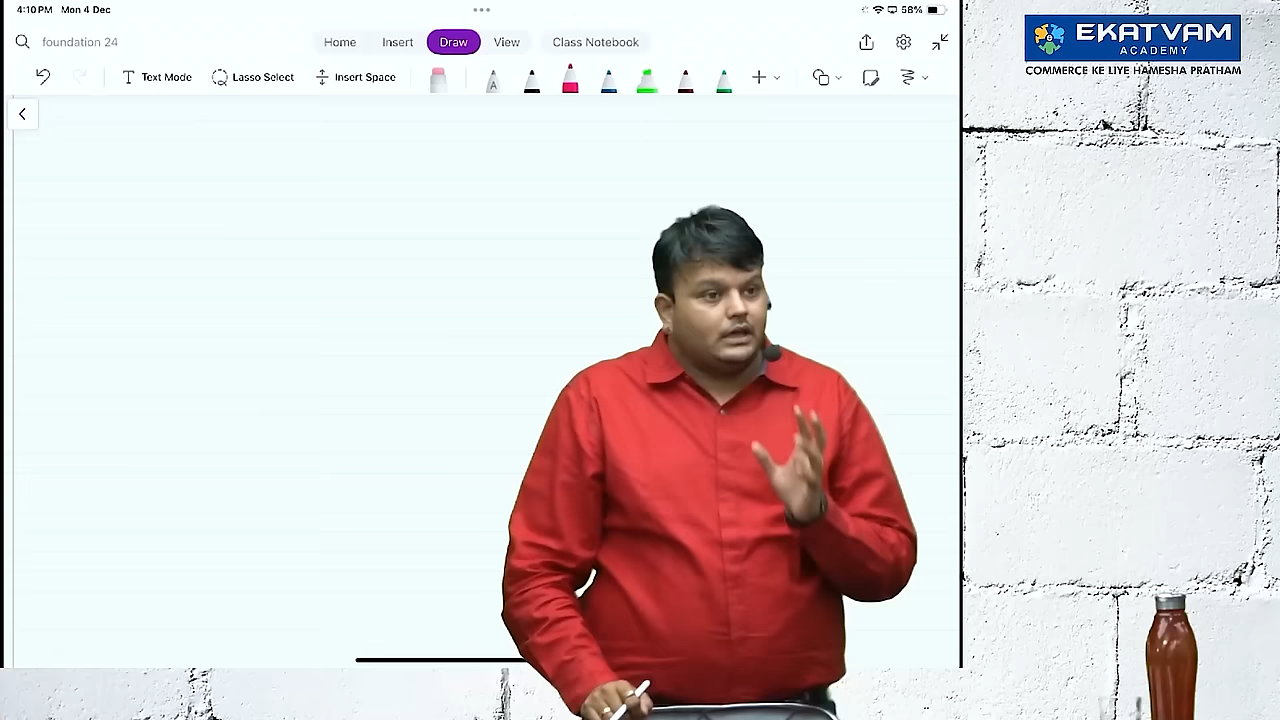 4:10 PM Mon 4 Dec
58%
foundation 24
Home Insert Draw View Class Notebook
Text Mode Lasso Select Insert Space
A
EKATVAM
ACADEMY
COMMERCE KE LIYE HAMESHA PRATHAM